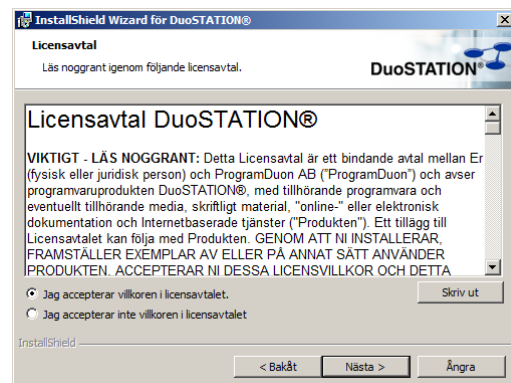 InstallShield Wizard för DuoSTATION®
Licensavtal
Läs noggrant igenom följande licensavtal.
DuoSTATION®
Licensavtal DuoSTATION®
VIKTIGT - LÄS NOGGRANT: Detta Licensavtal är ett bindande avtal mellan Er
(fysisk eller juridisk person) och ProgramDuon AB ("ProgramDuon") och avser
programvaruprodukten DuoSTATION®, med tillhörande programvara och
eventuellt tillhörande media, skriftligt material, "online-" eller elektronisk
dokumentation och Internetbaserade tjänster ("Produkten"). Ett tillägg till
Licensavtalet kan följa med Produkten. GENOM ATT NI INSTALLERAR,
FRAMSTÄLLER EXEMPLAR AV ELLER PÅ ANNAT SÄTT ANVÄNDER
PRODUKTEN, ACCEPTERAR NI DESSA LICENSVILLKOR OCH DETTA
Jag accepterar villkoren i licensavtalet.
Skriv ut
Jag accepterar inte villkoren i licensavtalet
InstallShield
< Bakåt
Nästa >
Ångra